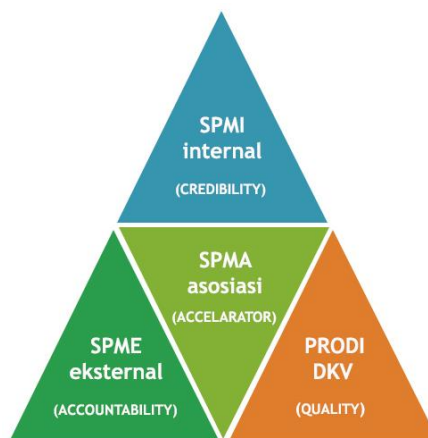 SPMI
internal
(CREDIBILITY)
SPMA
asosiasi
(ACCELARATOR)
SPME
eksternal
(ACCOUNTABILITY)
PRODI
DKV
(QUALITY)